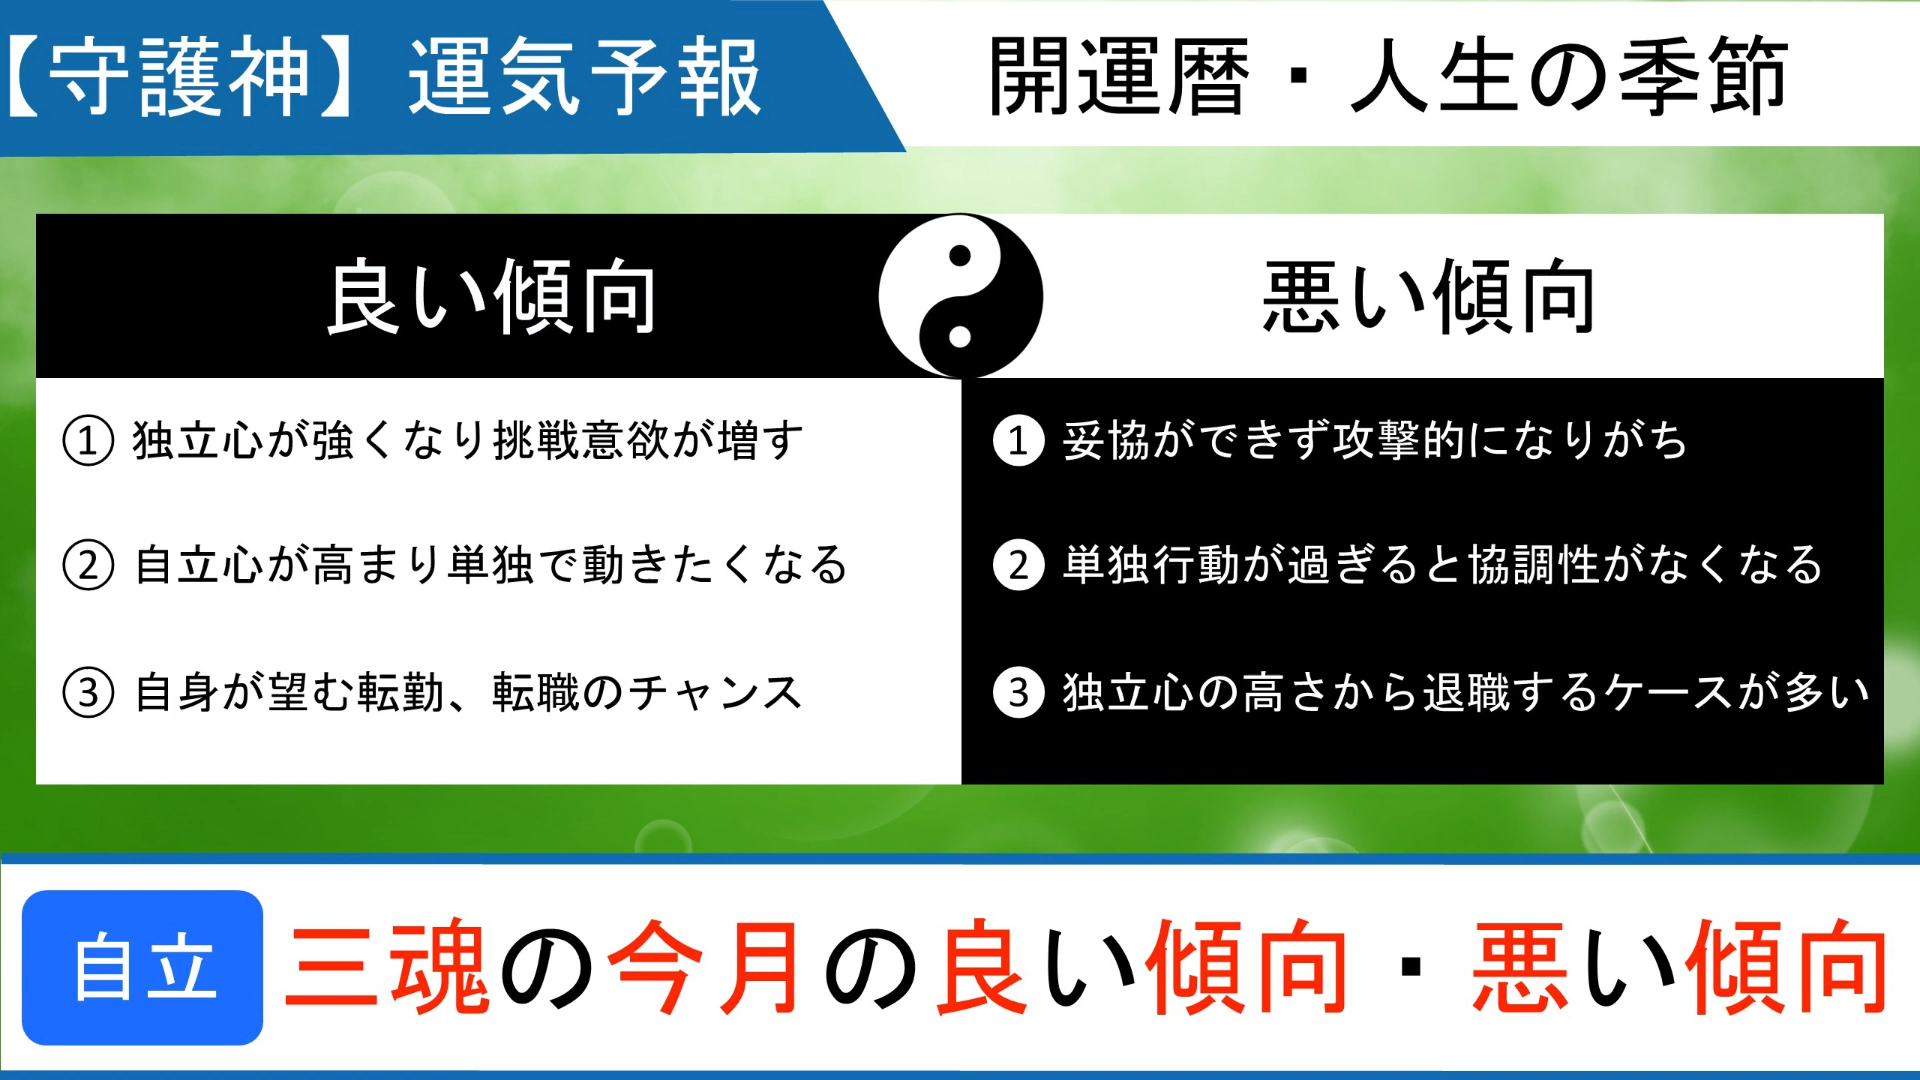 【守護神】運気予報
開運暦・人生の季節
良い傾向
悪い傾向
① 独立心が強くなり挑戦意欲が増す
② 自立心が高まり単独で動きたくなる
③ 自身が望む転勤、転職のチャンス
❶ 妥協ができず攻撃的になりがち
❷ 単独行動が過ぎると協調性がなくなる
❸ 独立心の高さから退職するケースが多い
自立
三魂の今月の良い傾向・悪い傾向